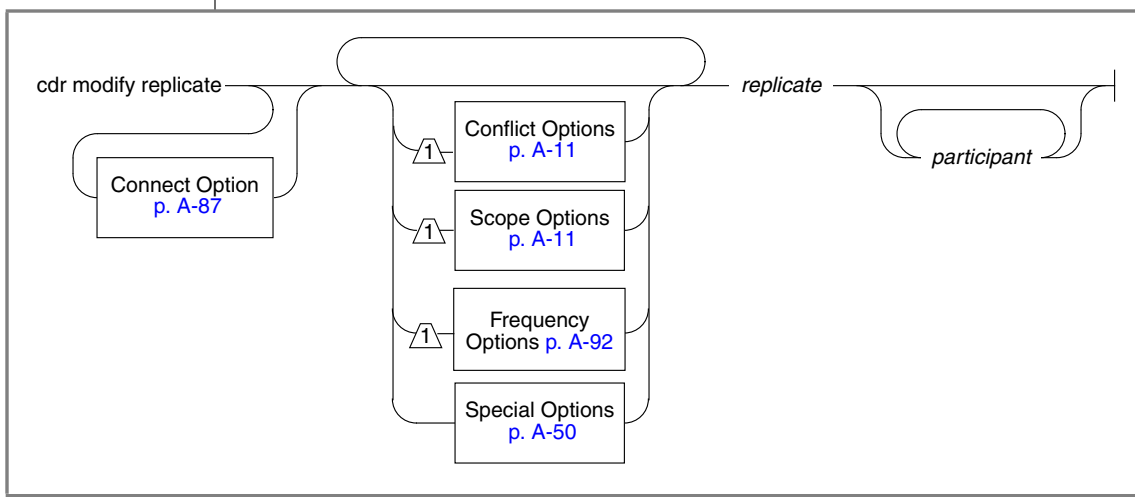 cdr modify replicate
Connect Option
p. A-87
1
Conflict Options
p. A-11
1
Scope Options
p. A-11
1
Frequency
Options p. A-92
Special Options
p. A-50
replicate
participant